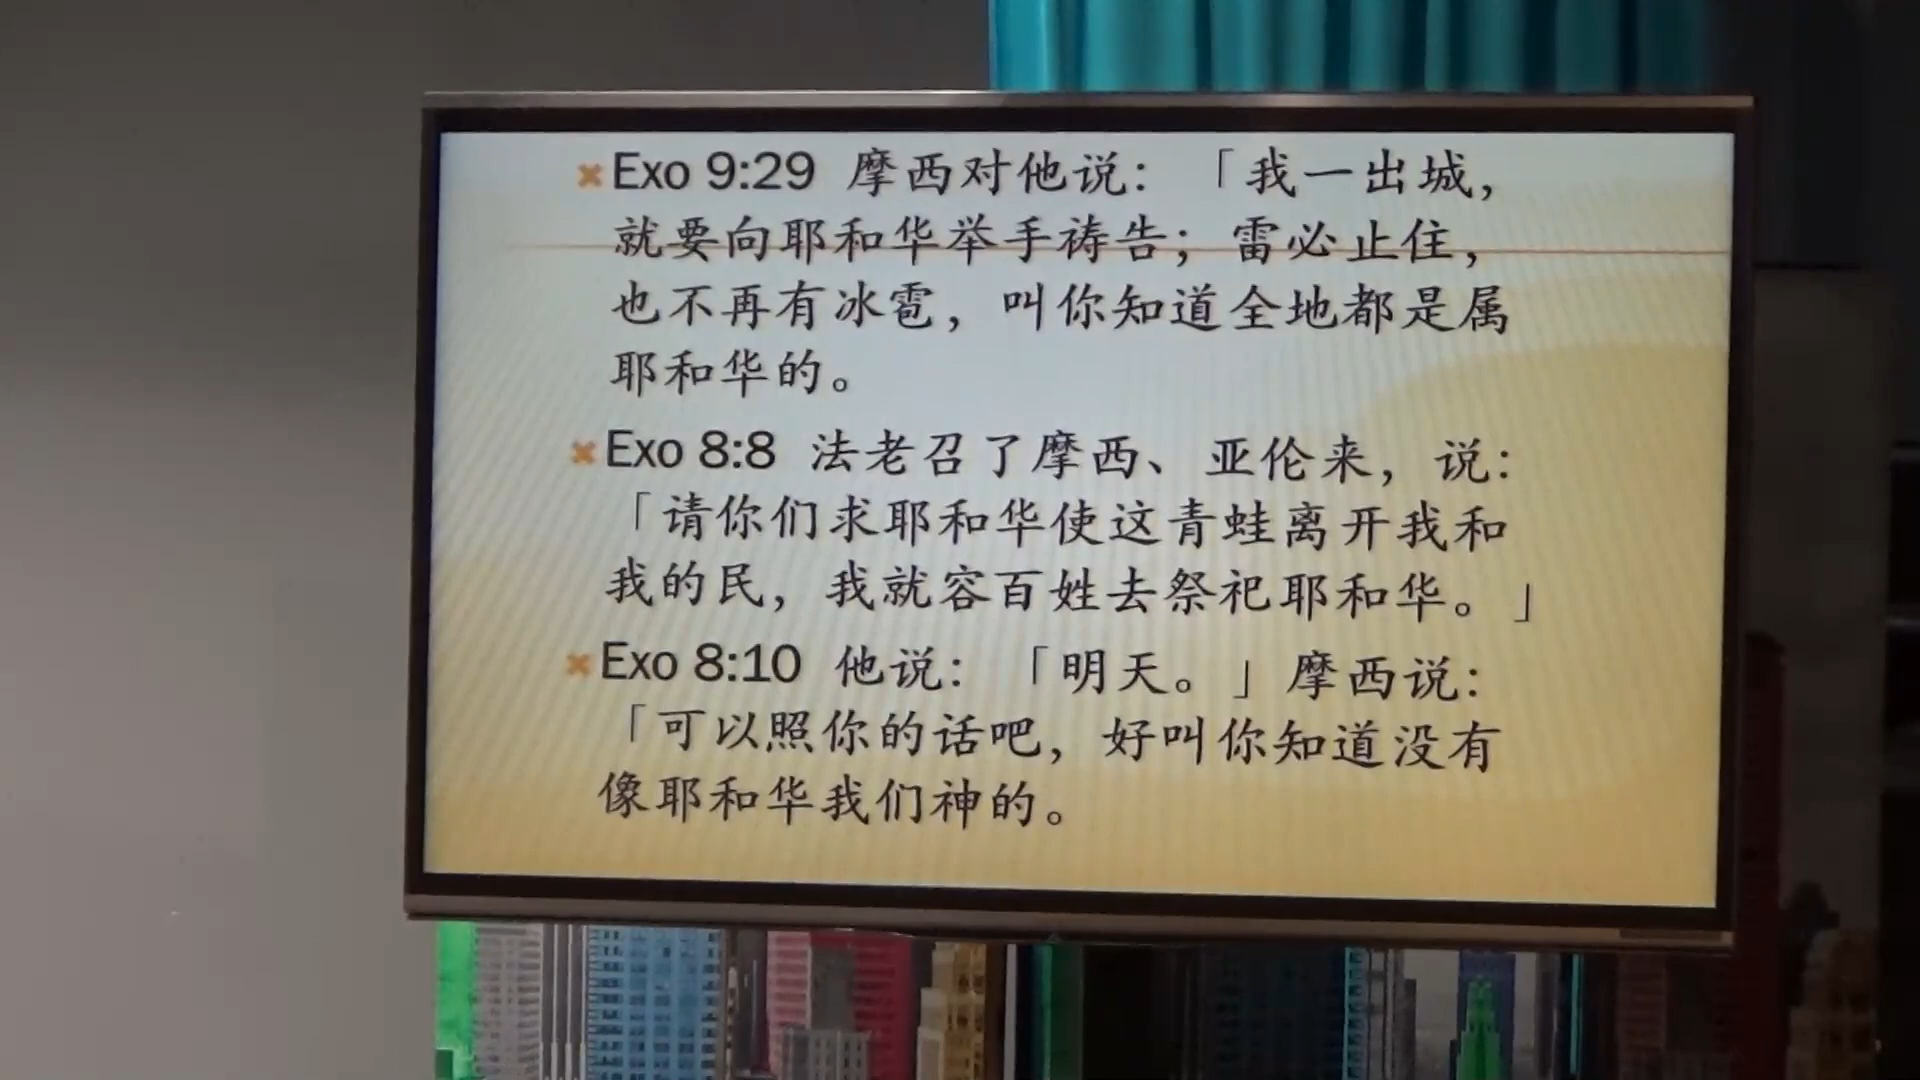 Exo 9:29 摩西对他说：「我一出城，
就要向耶和华举手祷告；雷必止住，
也不再有冰雹，叫你知道全地都是属
耶和华的。
Exo 8:8 法老召了摩西、亚伦来，说：
「请你们求耶和华使这青蛙离开我和
我的民，我就容百姓去祭祀耶和华。」
Exo 8:10 他说：「明天。」摩西说：
「可以照你的话吧，好叫你知道没有
像耶和华我们神的。